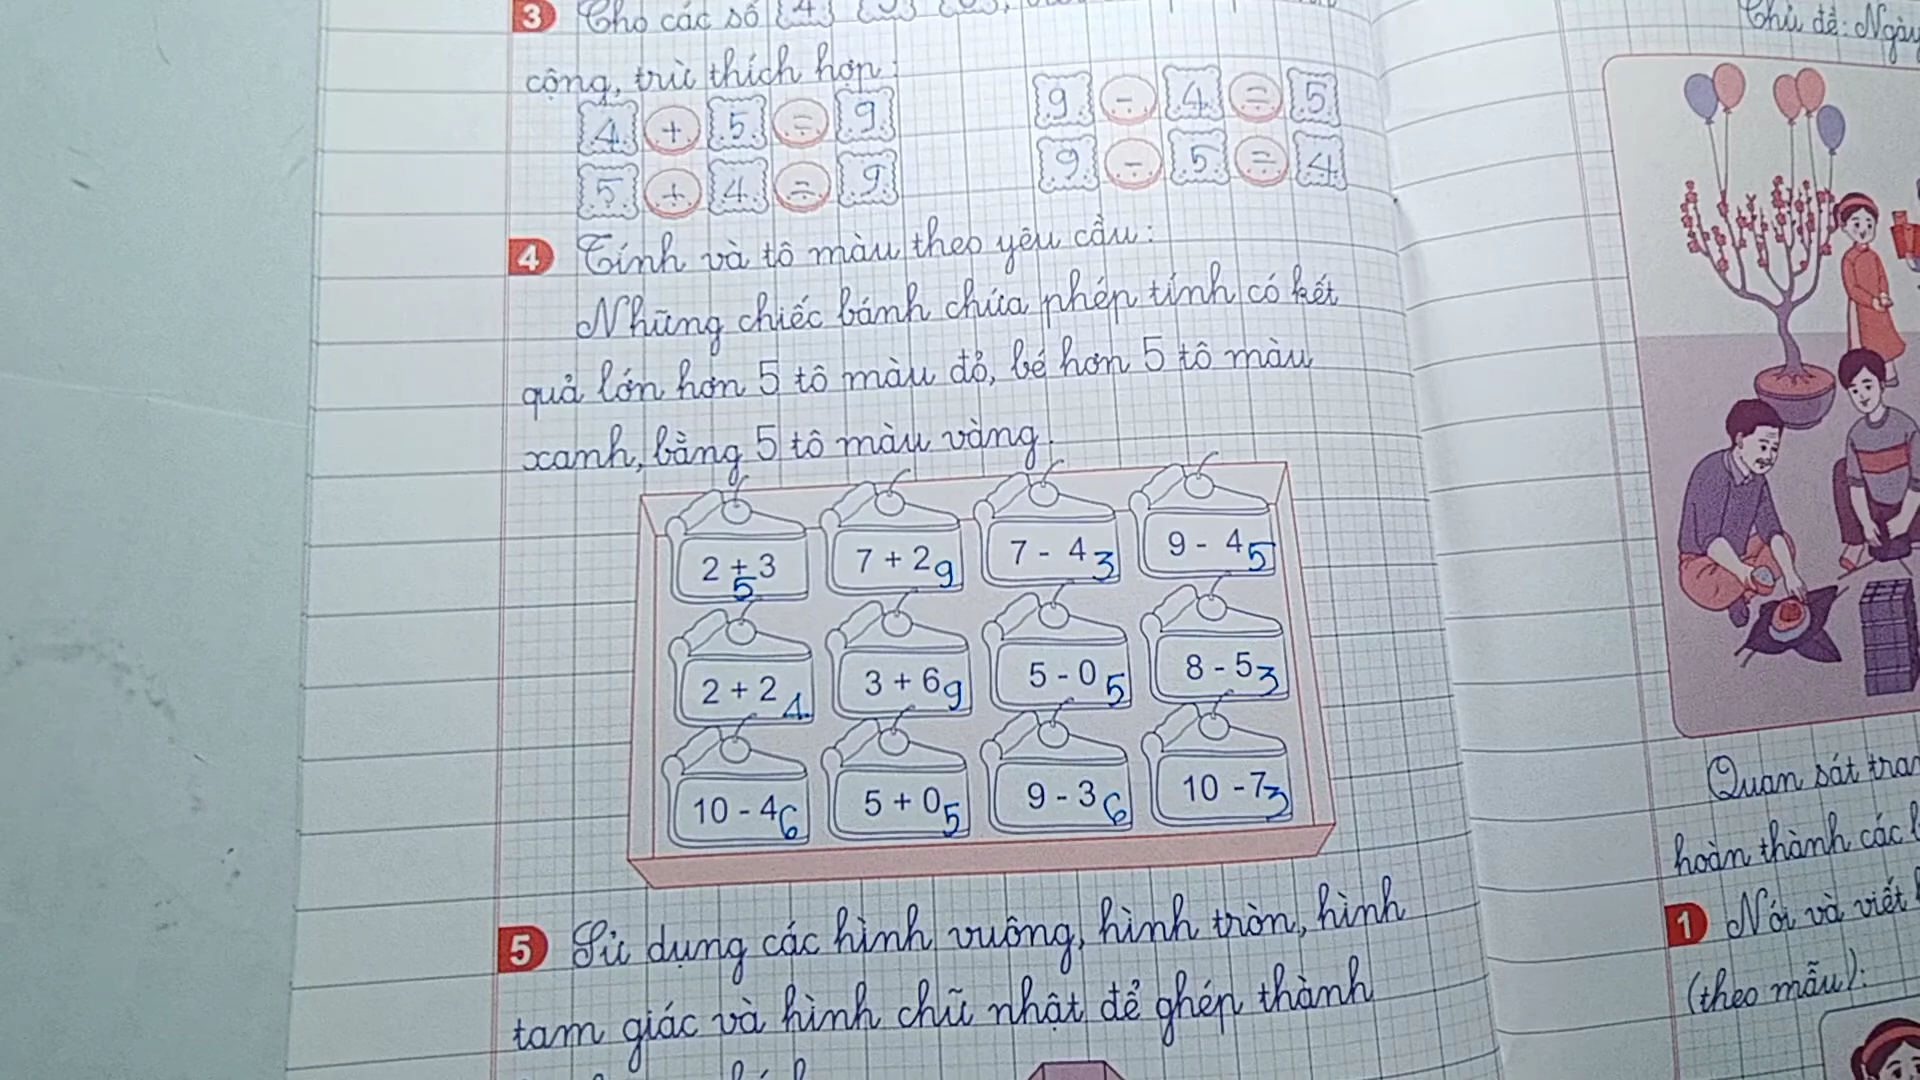 3 Cho các số 4
cộng, trừ thích hợp:
4 + 5 = 9
9 - 4 = 5
5 + 4 = 9
9 - 5 = 4
4 Tính và tô màu theo yêu cầu:
Những chiếc bánh chứa phép tính có kết
quả lớn hơn 5 tô màu đỏ, bé hơn 5 tô màu
xanh, bằng 5 tô màu vàng.
2 + 3 5 7 + 2 9 7 - 4 3 9 - 4 5
2 + 2 4 3 + 6 9 5 - 0 5 8 - 5 3
10 - 4 6 5 + 0 5 9 - 3 6 10 - 7 3
5 Sử dụng các hình vuông, hình tròn, hình
tam giác và hình chữ nhật để ghép thành
Chủ đề: Ngày
Quan sát
hoàn thành các
1 Nói và viết
(theo mẫu):